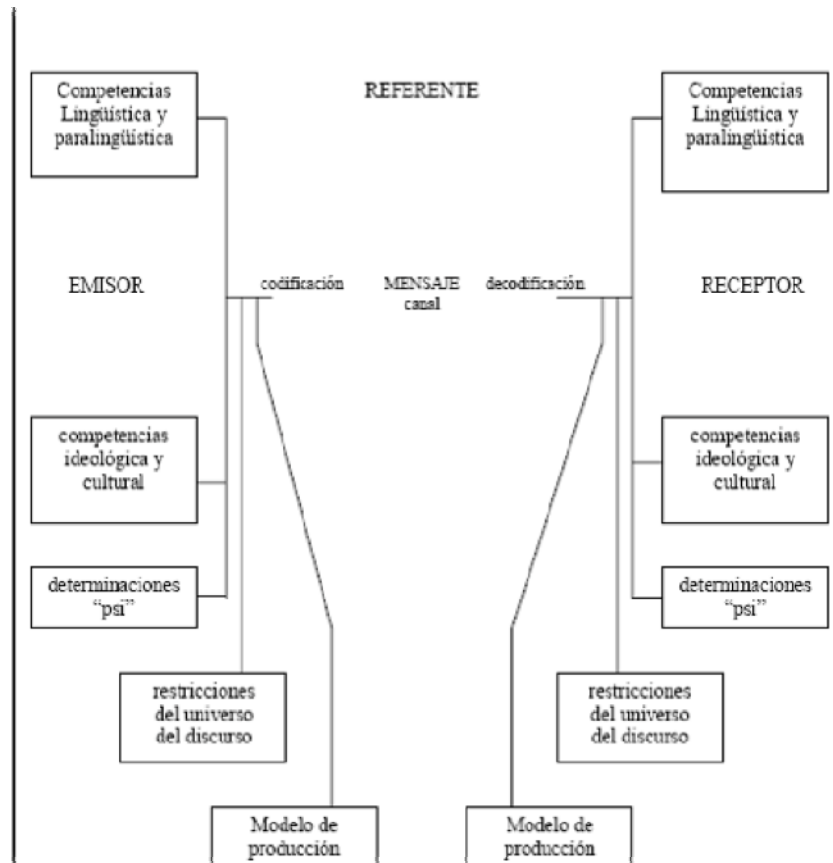 Competencias
Lingüística y
paralingüística
REFERENTE
Competencias
Lingüística y
paralingüística
EMISOR
codificación
MENSAJE
canal
decodificación
RECEPTOR
competencias
ideológica y
cultural
competencias
ideológica y
cultural
determinaciones
“psi”
determinaciones
“psi”
restricciones
del universo
del discurso
restricciones
del universo
del discurso
Modelo de
producción
Modelo de
producción